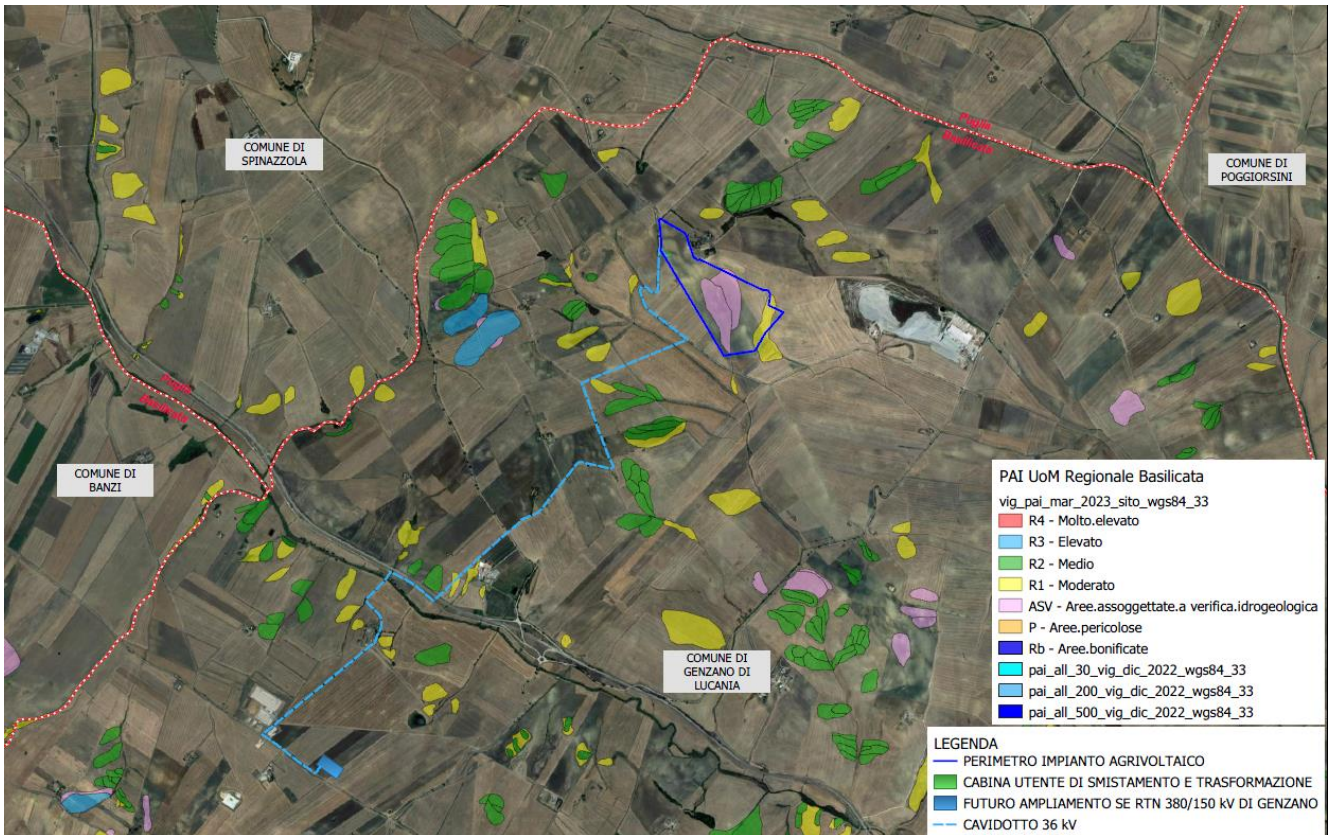 COMUNE DI
SPINAZZOLA
Puglia
Basilicata
COMUNE DI
POGGIORSINI
Puglia
Basilicata
COMUNE DI
BANZI
COMUNE DI
GENZANO DI
LUCANIA
PAI UoM Regionale Basilicata
vig_pai_mar_2023_sito_wgs84_33
R4 - Molto.elevato
R3 - Elevato
R2 - Medio
R1 - Moderato
ASV - Aree.assoggettate.a verifica.idrogeologica
P - Aree.pericolose
Rb - Aree.bonificate
pai_all_30_vig_dic_2022_wgs84_33
pai_all_200_vig_dic_2022_wgs84_33
pai_all_500_vig_dic_2022_wgs84_33
LEGENDA
PERIMETRO IMPIANTO AGRIVOLTAICO
CABINA UTENTE DI SMISTAMENTO E TRASFORMAZIONE
FUTURO AMPLIAMENTO SE RTN 380/150 kV DI GENZANO
CAVIDOTTO 36 kV